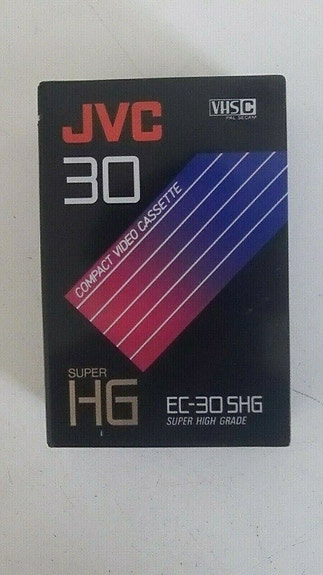 JVC
VHS C
PAL SECAM
30
COMPACT VIDEO CASSETTE
SUPER
HG
EC-30 SHG
SUPER HIGH GRADE